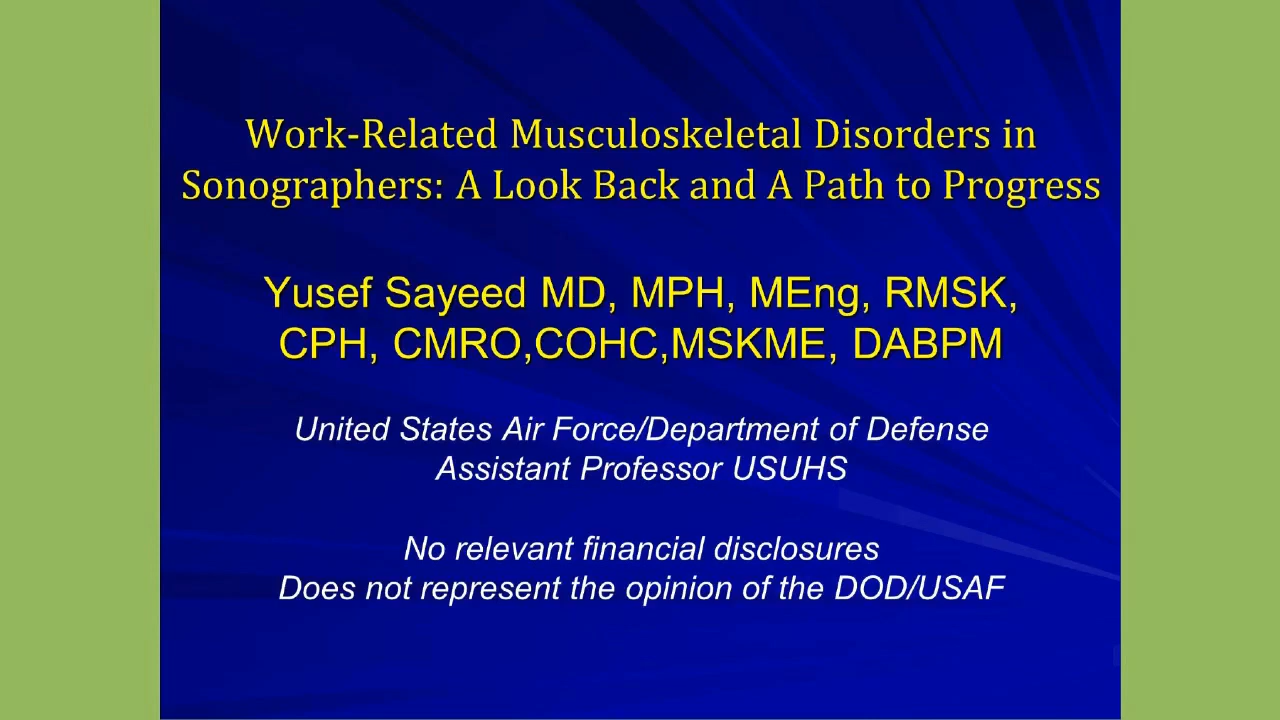 Work-Related Musculoskeletal Disorders in
Sonographers: A Look Back and A Path to Progress
Yusef Sayeed MD, MPH, MEng, RMSK,
CPH, CMRO,COHC,MSKME, DABPM
United States Air Force/Department of Defense
Assistant Professor USUHS
No relevant financial disclosures
Does not represent the opinion of the DOD/USAF